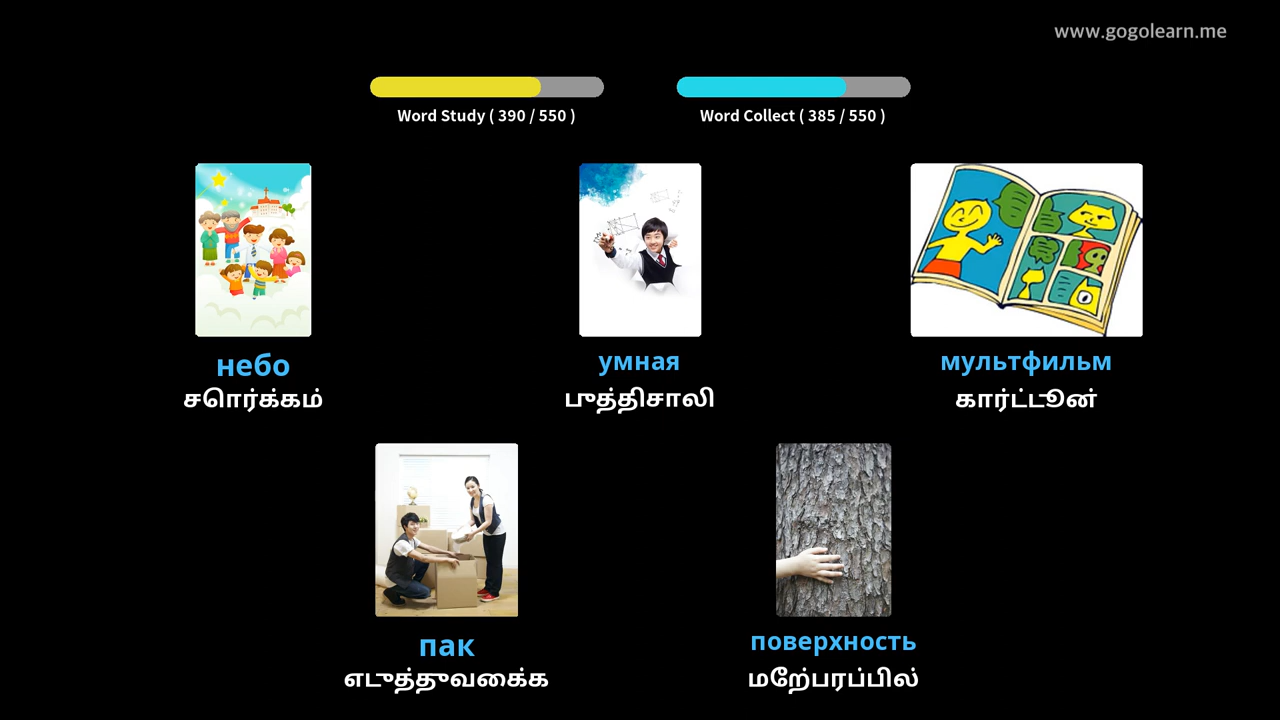 www.gogolearn.me
Word Study ( 390 / 550 )
Word Collect ( 385 / 550 )
небо
умная
мультфильм
சொர்க்கம்
புத்திசாலி
கார்ட்டூன்
пак
поверхность
எடுத்துவைக்க
மேற்பரப்பில்